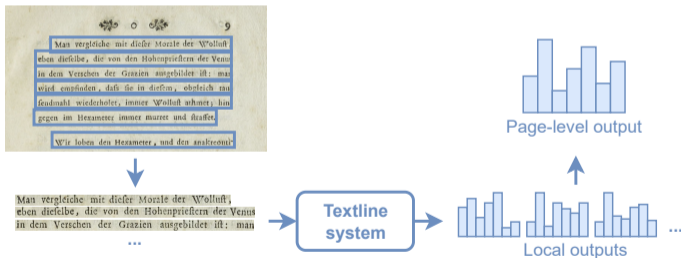 9
Man vergleiche mit dieser Morale der Wollust
eben dieselbe, die von den Hohenpriestern der Venus
in dem Verschen der Grazien ausgebildet ist: man
wird empfinden, daß sie in diesem, obgleich tau
sendmahl wiederholet, immer Wollust athmet; hin
gegen im Hexameter immer murret und straffet.
Wir loben den Hexameter, und den anakreonti-
Man vergleiche mit dieser Morale der Wollust,
eben dieselbe, die von den Hohenpriestern der Venus
in dem Verschen der Grazien ausgebildet ist: man
...
Textline
system
Page-level output
Local outputs
...